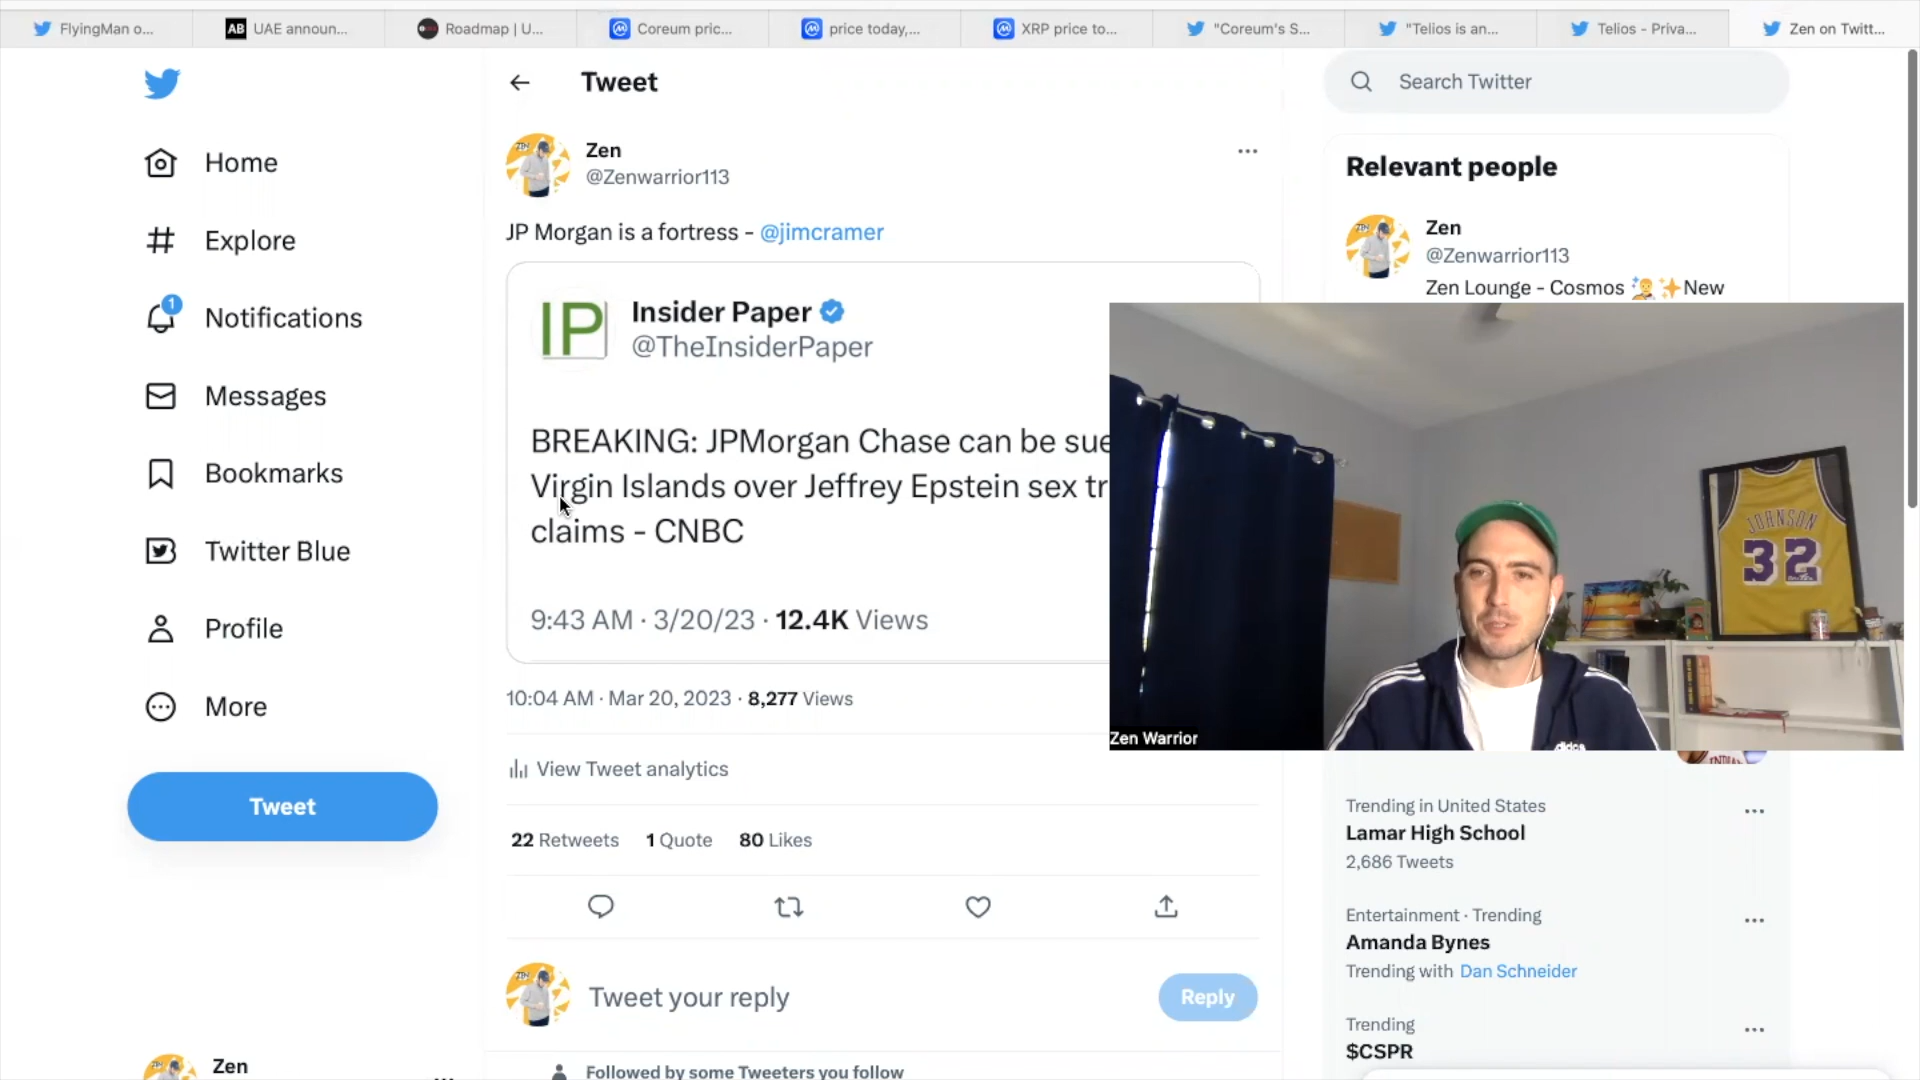 FlyingMan o...
AB
UAE announ...
Roadmap | U...
Coreum pric...
price today,...
XRP price to...
"Coreum's S...
"Telios is an...
Telios - Priva...
Zen on Twitt...
Tweet
Search Twitter
Home
Explore
1
Notifications
Messages
Bookmarks
Twitter Blue
Profile
More
Tweet
Zen
Zen
@Zenwarrior113
JP Morgan is a fortress - @jimcramer
IP
Insider Paper
@TheInsiderPaper
BREAKING: JPMorgan Chase can be sue
Virgin Islands over Jeffrey Epstein sex tr
claims - CNBC
9:43 AM · 3/20/23 · 12.4K Views
10:04 AM · Mar 20, 2023 · 8,277 Views
View Tweet analytics
22 Retweets 1 Quote 80 Likes
Tweet your reply
Reply
Followed by some Tweeters you follow
Relevant people
Zen
@Zenwarrior113
Zen Lounge - Cosmos 🧖✨New
JOHNSON
32
adidas
Zen Warrior
Trending in United States
Lamar High School
2,686 Tweets
Entertainment · Trending
Amanda Bynes
Trending with Dan Schneider
Trending
$CSPR